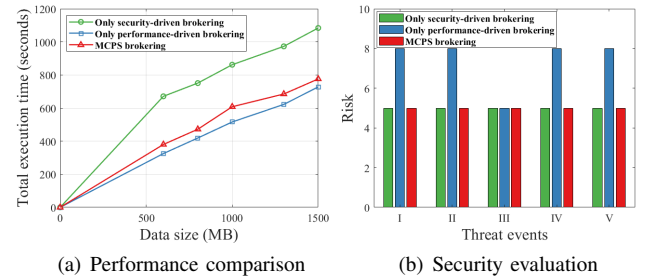 1200
1000
800
600
400
200
0
Total execution time (seconds)
Only security-driven brokering
Only performance-driven brokering
MCPS brokering
0 500 1000 1500
Data size (MB)
(a) Performance comparison
10
8
6
4
2
0
Risk
Only security-driven brokering
Only performance-driven brokering
MCPS brokering
I II III IV V
Threat events
(b) Security evaluation